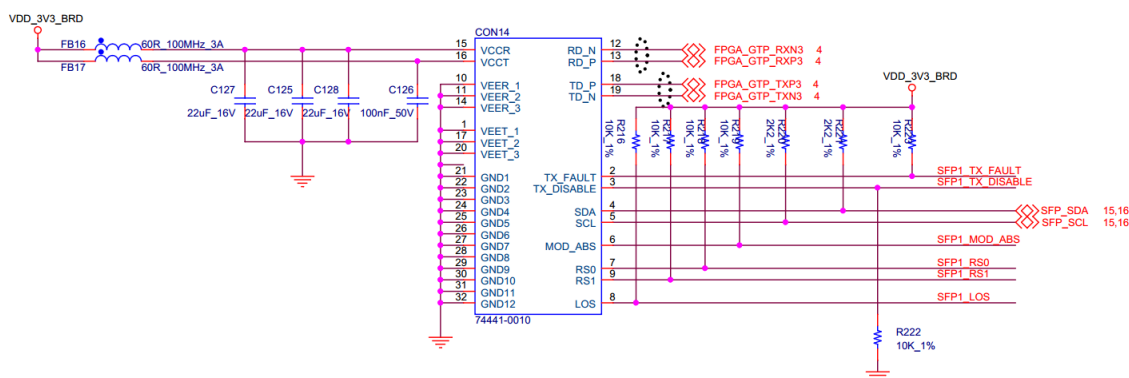 VDD_3V3_BRD
FB16 60R_100MHz_3A
FB17 60R_100MHz_3A
C127 C125 C128 C126
22uF_16V 22uF_16V 22uF_16V 100nF_50V
CON14
15 VCCR
16 VCCT
10 VEER_1
11 VEER_2
14 VEER_3
1 VEET_1
17 VEET_2
20 VEET_3
21 GND1
22 GND2
23 GND3
24 GND4
25 GND5
26 GND6
27 GND7
28 GND8
29 GND9
30 GND10
31 GND11
32 GND12
74441-0010
RD_N 12 FPGA_GTP_RXN3 4
RD_P 13 FPGA_GTP_RXP3 4
TD_P 18 FPGA_GTP_TXP3 4
TD_N 19 FPGA_GTP_TXN3 4
VDD_3V3_BRD
R216 10K_1%
10K_1%
10K_1%
R219 10K_1%
R220 2K2_1%
2K2_1%
R223 10K_1%
TX_FAULT 2 SFP1_TX_FAULT
TX_DISABLE 3 SFP1_TX_DISABLE
SDA 4 SFP_SDA 15,16
SCL 5 SFP_SCL 15,16
MOD_ABS 6 SFP1_MOD_ABS
RS0 7 SFP1_RS0
RS1 9 SFP1_RS1
LOS 8 SFP1_LOS
R222
10K_1%